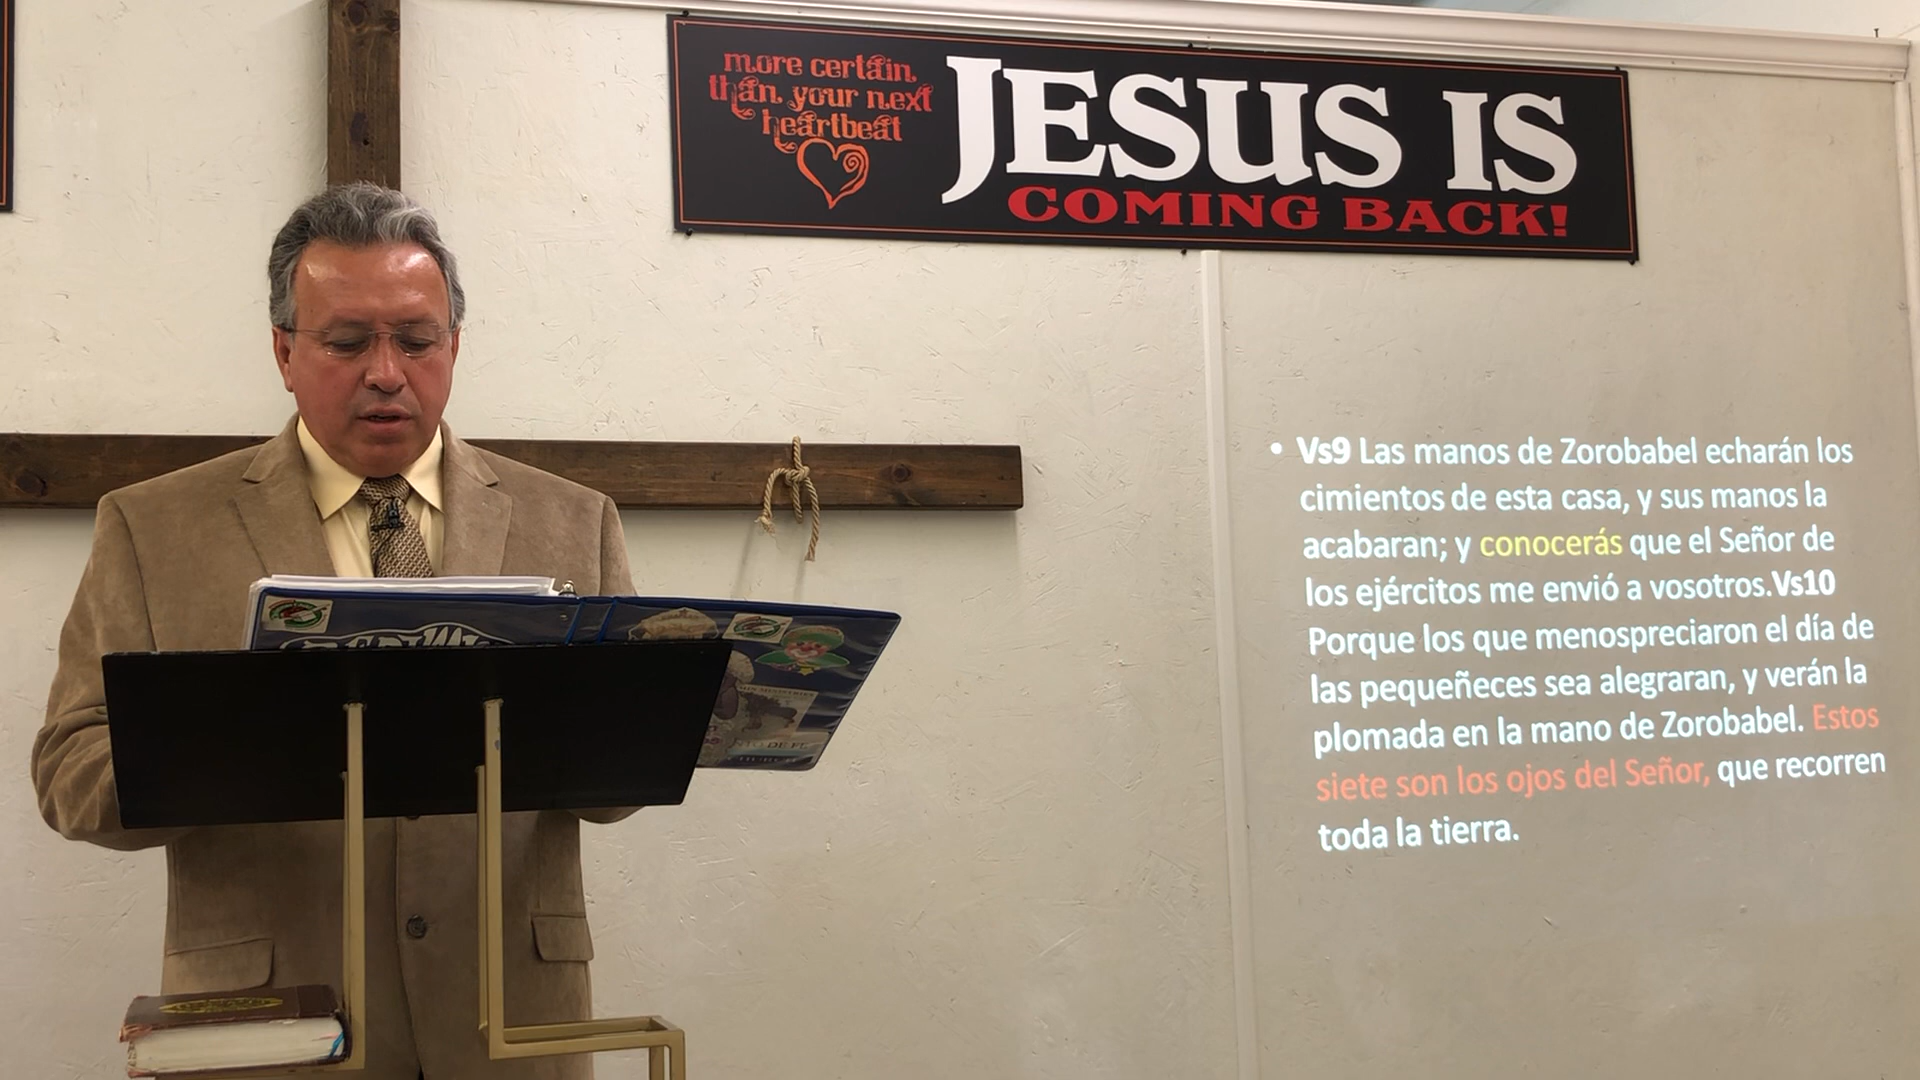 more certain
than your next
heartbeat
JESUS IS
COMING BACK!
• Vs9 Las manos de Zorobabel echarán los
cimientos de esta casa, y sus manos la
acabaran; y conocerás que el Señor de
los ejércitos me envió a vosotros.Vs10
Porque los que menospreciaron el día de
las pequeñeces sea alegraran, y verán la
plomada en la mano de Zorobabel. Estos
siete son los ojos del Señor, que recorren
toda la tierra.